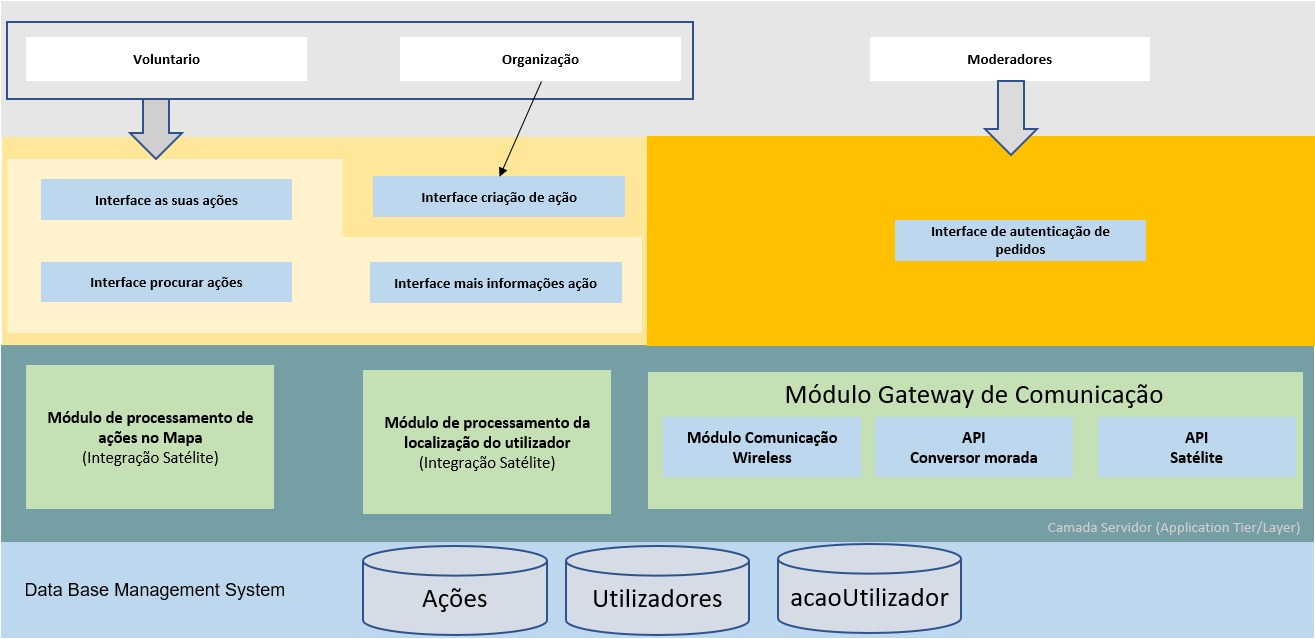 Voluntario
Organização
Moderadores
Interface as suas ações
Interface criação de ação
Interface de autenticação de
pedidos
Interface procurar ações
Interface mais informações ação
Módulo de processamento de
ações no Mapa
(Integração Satélite)
Módulo de processamento da
localização do utilizador
(Integração Satélite)
Módulo Gateway de Comunicação
Módulo Comunicação
Wireless
API
Conversor morada
API
Satélite
Camada Servidor (Application Tier/Layer)
Data Base Management System
Ações
Utilizadores
acaoUtilizador